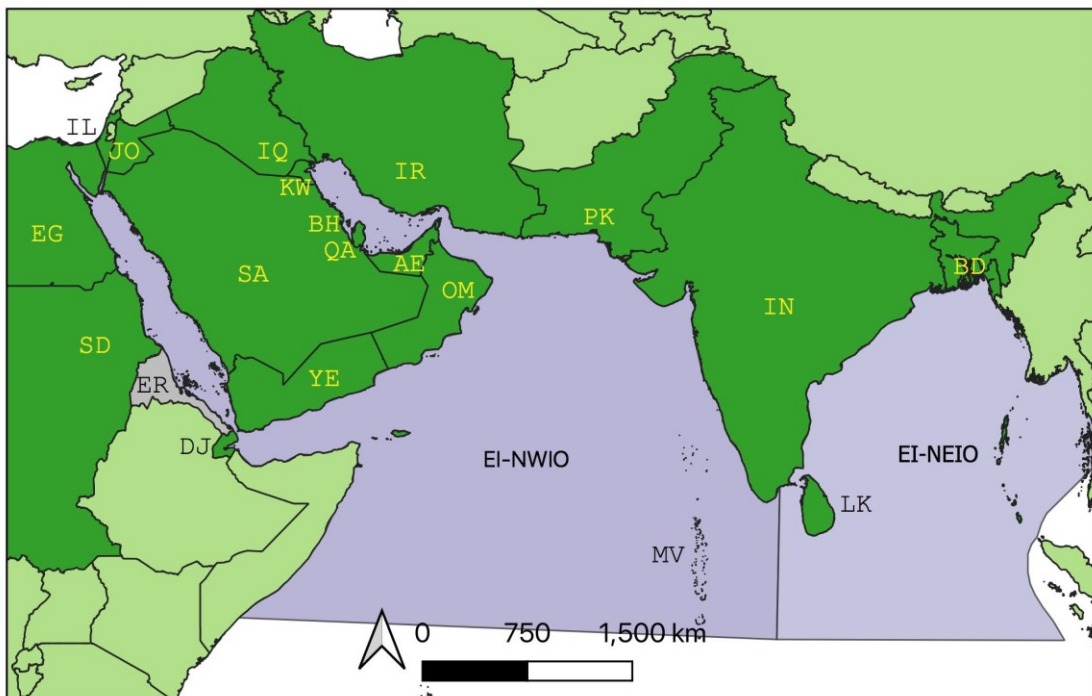 IL
JO
IQ
IR
KW
PK
EG
BH
QA
SA
AE
BD
OM
IN
SD
YE
ER
DJ
EI-NWIO
EI-NEIO
LK
MV
0 750 1,500 km